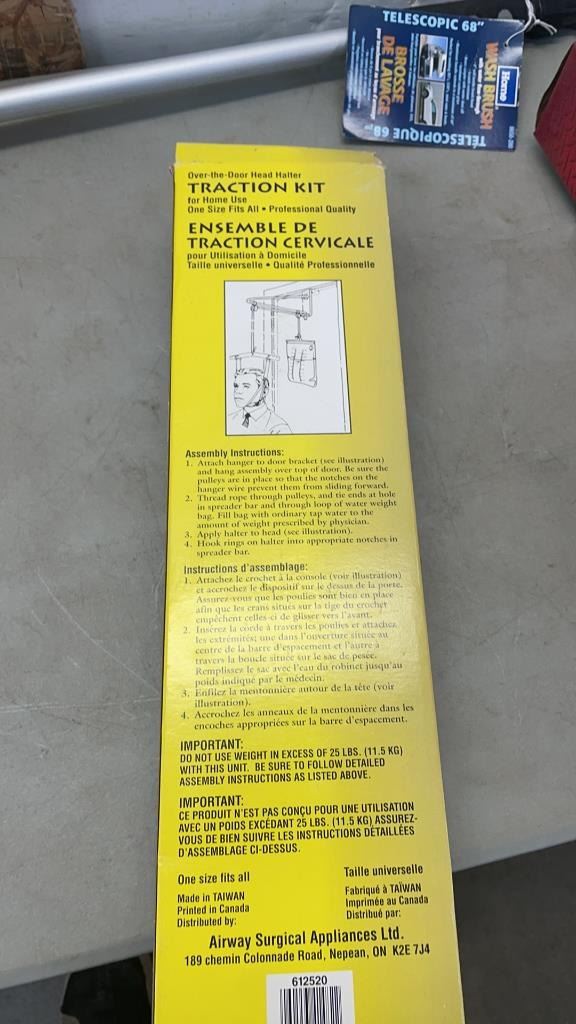 TELESCOPIC 68"
Home
WASH BRUSH
BROSSE
DE LAVAGE
TÉLESCOPIQUE 68"
Over-the-Door Head Halter
TRACTION KIT
for Home Use
One Size Fits All • Professional Quality
ENSEMBLE DE
TRACTION CERVICALE
pour Utilisation à Domicile
Taille universelle • Qualité Professionnelle
Assembly Instructions:
1. Attach hanger to door bracket (see illustration)
and hang assembly over top of door. Be sure the
pulleys are in place so that the notches on the
hanger wire prevent them from sliding forward.
2. Thread rope through pulleys, and tie ends at hole
in spreader bar and through loop of water weight
bag. Fill bag with ordinary tap water to the
amount of weight prescribed by physician.
3. Apply halter to head (see illustration).
4. Hook rings on halter into appropriate notches in
spreader bar.
Instructions d'assemblage:
1. Attachez le crochet à la console (voir illustration)
et accrochez le dispositif sur le dessus de la porte.
Assurez-vous que les poulies sont bien en place
afin que les crans situés sur la tige du crochet
empêchent celles-ci de glisser vers l'avant.
2. Insérez la corde à travers les poulies et attachez
les extrémités; une dans l'ouverture située au
centre de la barre d'espacement et l'autre à
travers la boucle située sur le sac de pesée.
Remplissez le sac avec l'eau du robinet jusqu'au
poids indiqué par le médecin.
3. Enfilez la mentonnière autour de la tête (voir
illustration).
4. Accrochez les anneaux de la mentonnière dans les
encoches appropriées sur la barre d'espacement.
IMPORTANT:
DO NOT USE WEIGHT IN EXCESS OF 25 LBS. (11.5 KG)
WITH THIS UNIT. BE SURE TO FOLLOW DETAILED
ASSEMBLY INSTRUCTIONS AS LISTED ABOVE.
IMPORTANT:
CE PRODUIT N'EST PAS CONÇU POUR UNE UTILISATION
AVEC UN POIDS EXCÉDANT 25 LBS. (11.5 KG) ASSUREZ-
VOUS DE BIEN SUIVRE LES INSTRUCTIONS DÉTAILLÉES
D'ASSEMBLAGE CI-DESSUS.
One size fits all
Made in TAIWAN
Printed in Canada
Distributed by:
Taille universelle
Fabriqué à TAÏWAN
Imprimée au Canada
Distribué par:
Airway Surgical Appliances Ltd.
189 chemin Colonnade Road, Nepean, ON K2E 7J4
612520